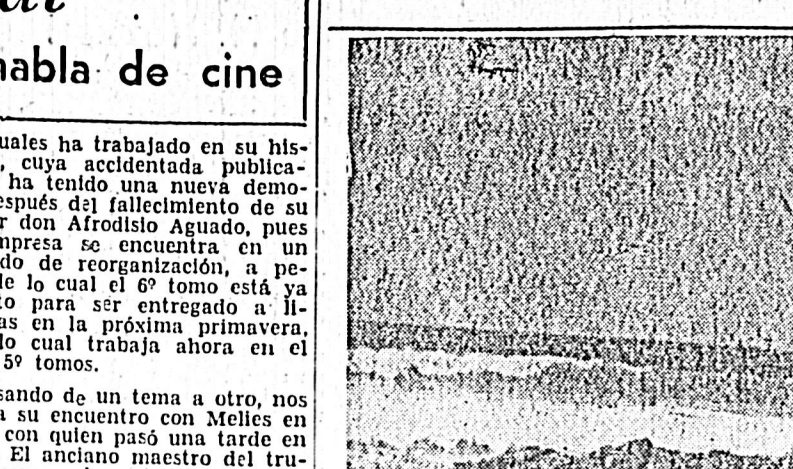 habla de cine
uales ha trabajado en su his-
, cuya accidentada publica-
ha tenido una nueva demo-
espués del fallecimiento de su
r don Afrodisio Aguado, pues
mpresa se encuentra en un
do de reorganización, a pe-
de lo cual el 6º tomo está ya
to para ser entregado a li-
as en la próxima primavera,
lo cual trabaja ahora en el
5º tomos.
sando de un tema a otro, nos
a su encuentro con Melies en
con quien pasó una tarde en
El anciano maestro del tru-